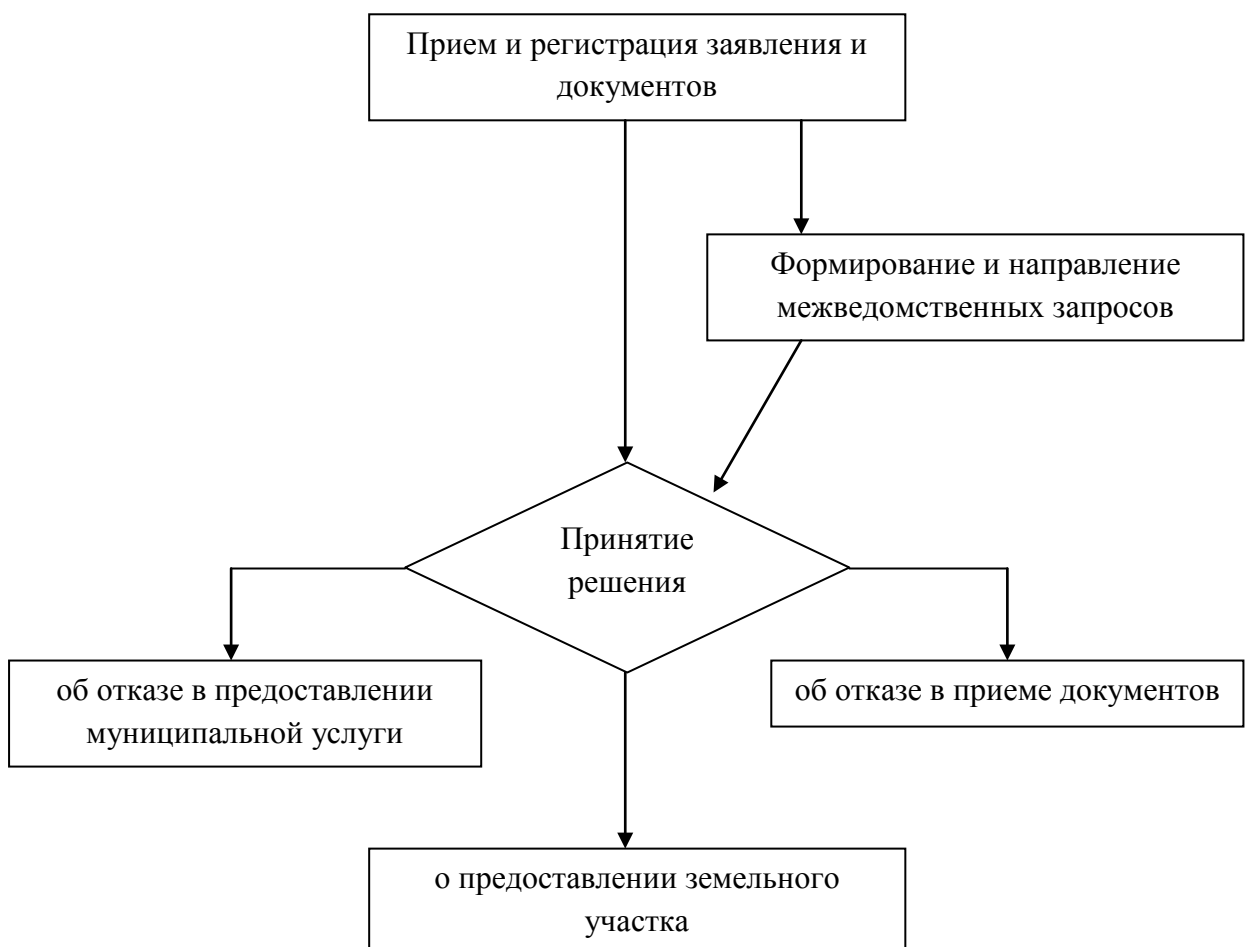 Прием и регистрация заявления и
документов
Формирование и направление
межведомственных запросов
Принятие
решения
об отказе в предоставлении
муниципальной услуги
об отказе в приеме документов
о предоставлении земельного
участка